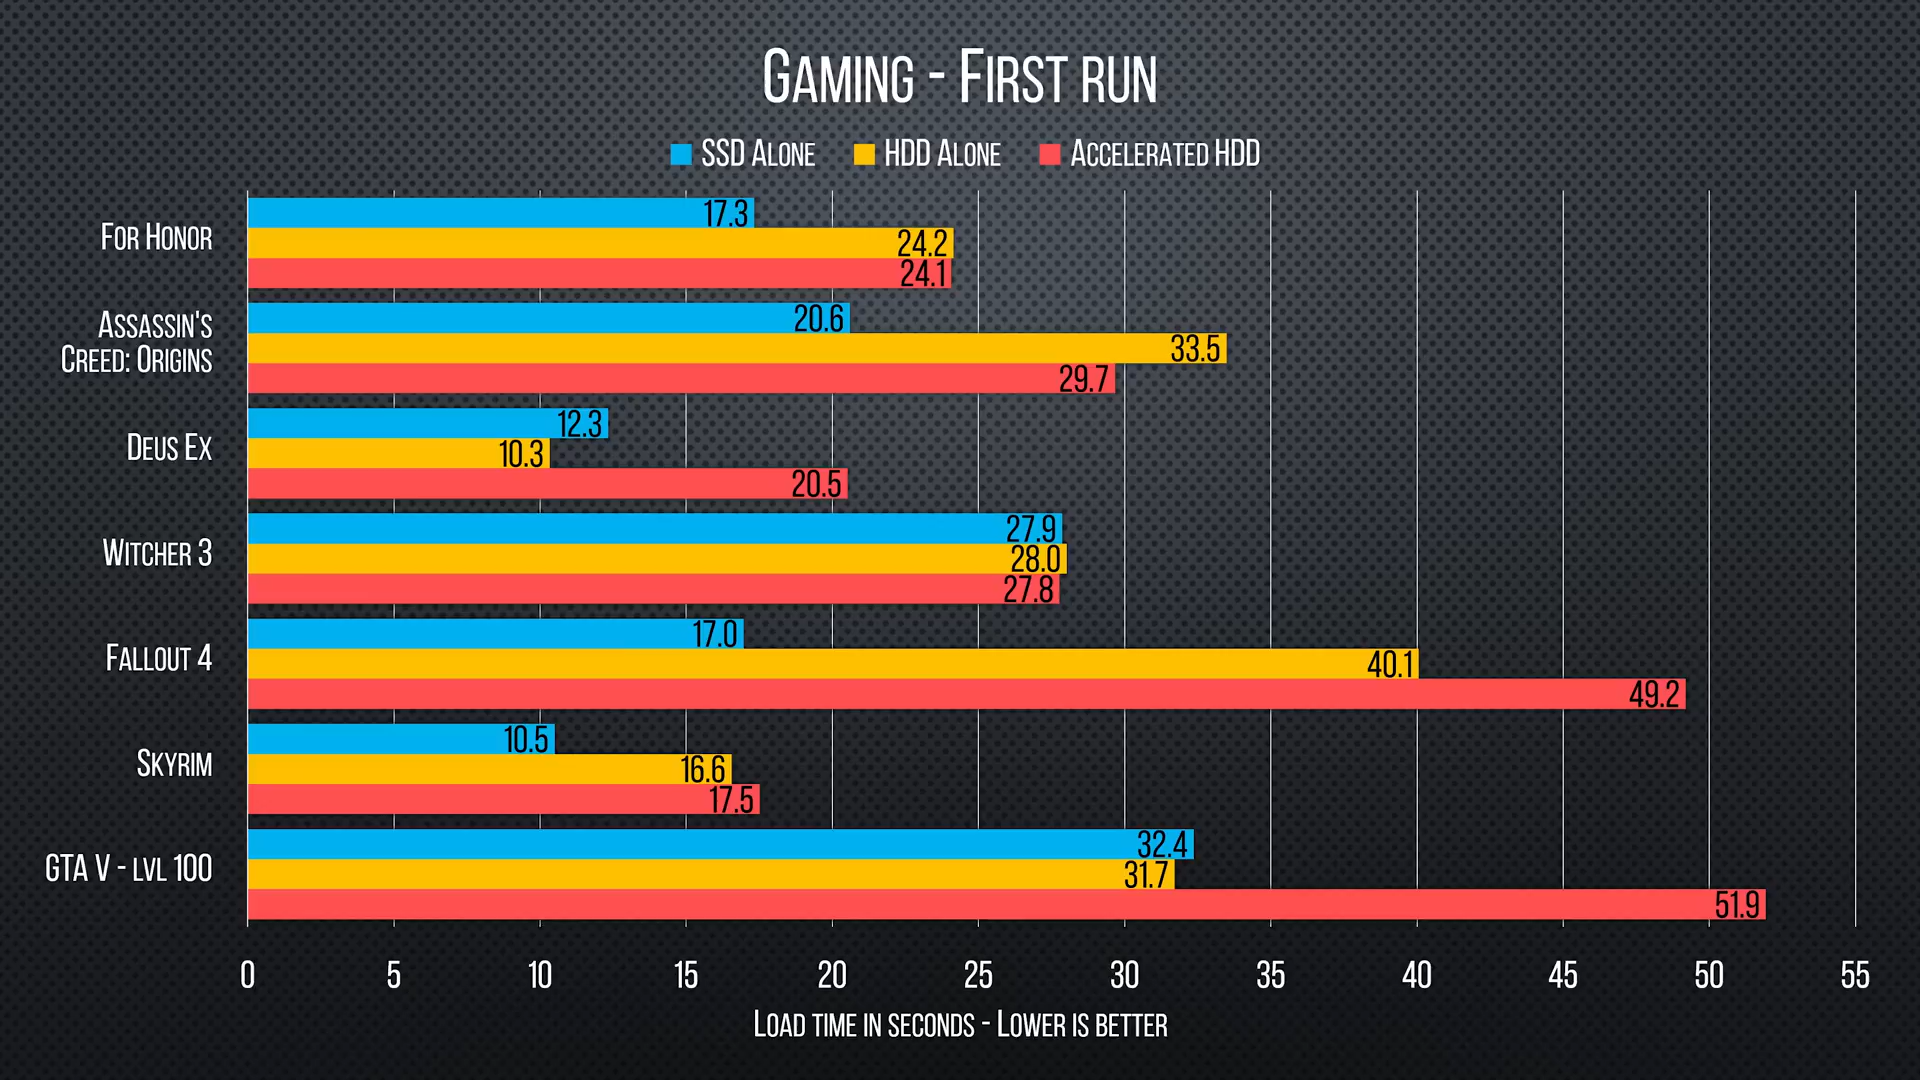 GAMING - FIRST RUN
SSD ALONE
HDD ALONE
ACCELERATED HDD
FOR HONOR
17.3
24.2
24.1
ASSASSIN'S
CREED: ORIGINS
20.6
33.5
29.7
DEUS EX
12.3
10.3
20.5
WITCHER 3
27.9
28.0
27.8
FALLOUT 4
17.0
40.1
49.2
SKYRIM
10.5
16.6
17.5
GTA V - LVL 100
32.4
31.7
51.9
0 5 10 15 20 25 30 35 40 45 50 55
LOAD TIME IN SECONDS - LOWER IS BETTER